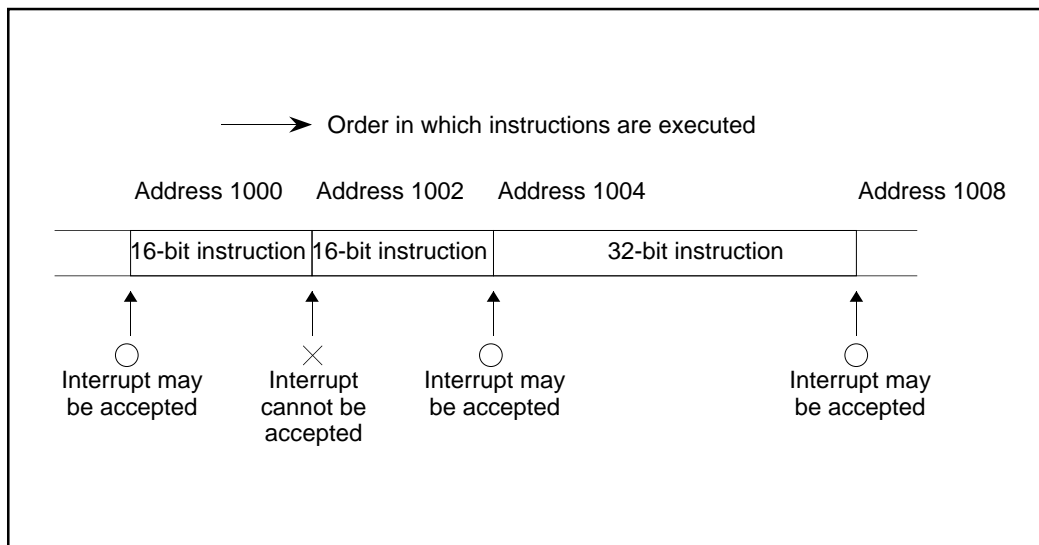 Order in which instructions are executed
Address 1000
Address 1002
Address 1004
Address 1008
16-bit instruction
16-bit instruction
32-bit instruction
Interrupt may
be accepted
Interrupt
cannot be
accepted
Interrupt may
be accepted
Interrupt may
be accepted